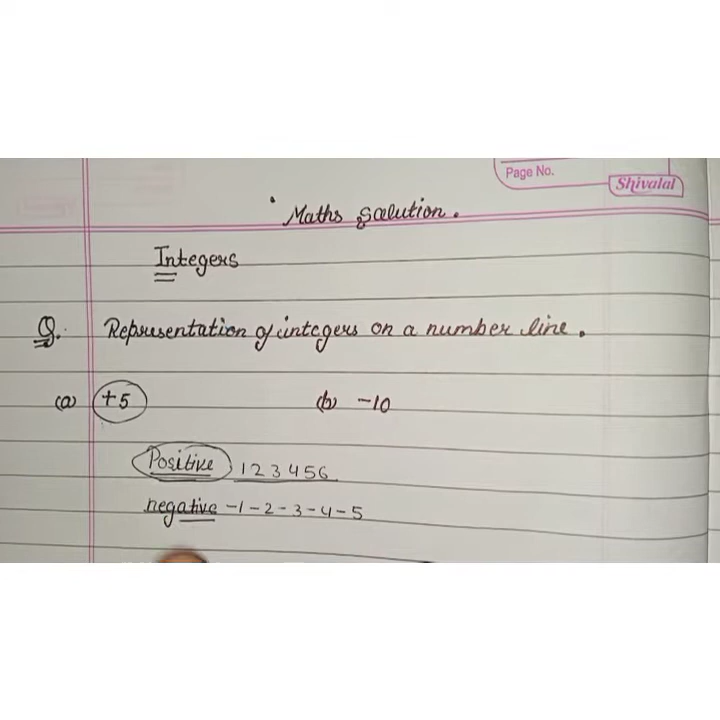 Page No.
Shivalal
Maths Solution.
Integers
Q. Representation of integers on a number line.
(a) +5 (b) -10
Positive 1 2 3 4 5 6
negative -1-2-3-4-5